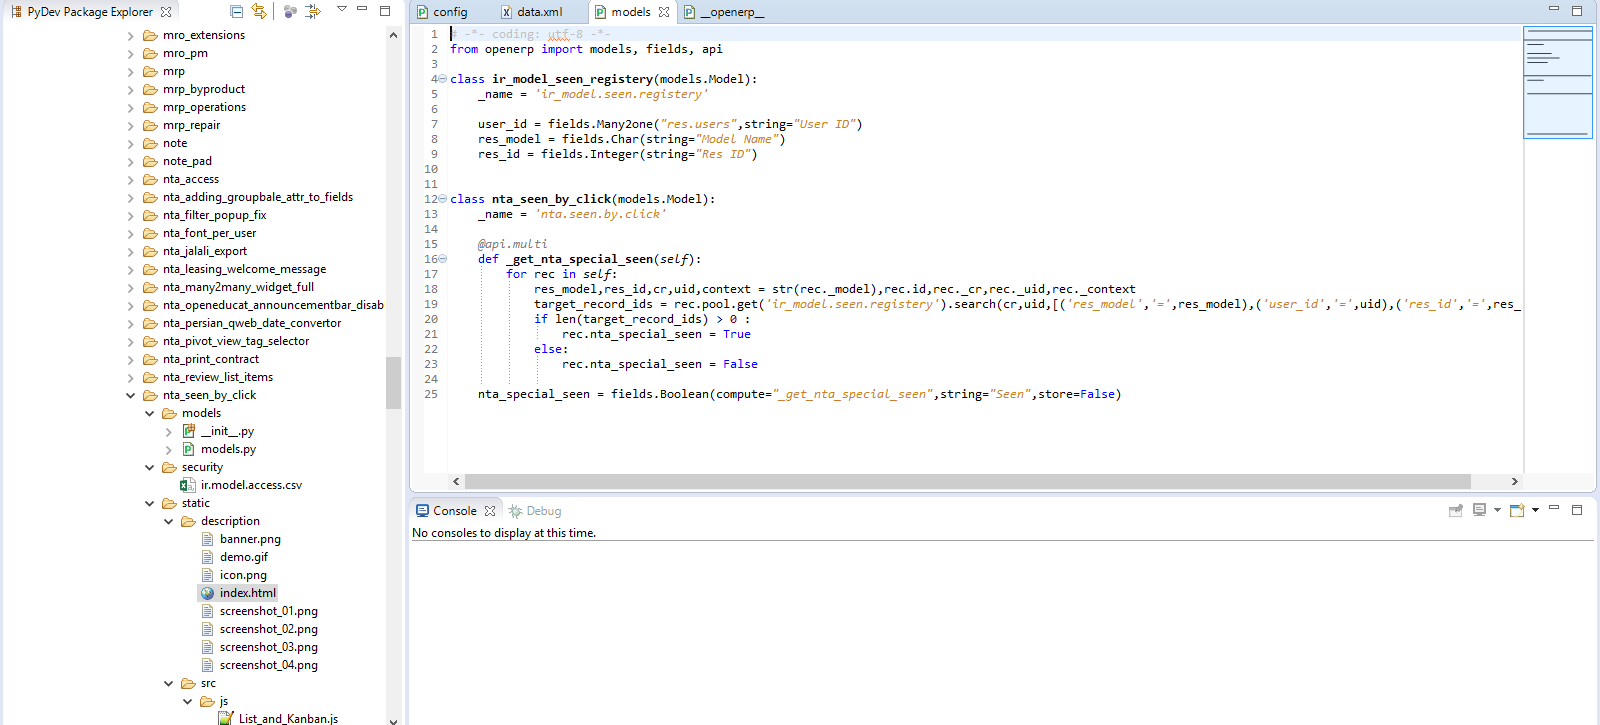 PyDev Package Explorer
mro_extensions
mro_pm
mrp
mrp_byproduct
mrp_operations
mrp_repair
note
note_pad
nta_access
nta_adding_groupbale_attr_to_fields
nta_filter_popup_fix
nta_font_per_user
nta_jalali_export
nta_leasing_welcome_message
nta_many2many_widget_full
nta_openeducat_announcementbar_disabl
nta_persian_qweb_date_convertor
nta_pivot_view_tag_selector
nta_print_contract
nta_review_list_items
nta_seen_by_click
models
__init__.py
models.py
security
ir.model.access.csv
static
description
banner.png
demo.gif
icon.png
index.html
screenshot_01.png
screenshot_02.png
screenshot_03.png
screenshot_04.png
src
js
List_and_Kanban.js
config data.xml models __openerp__
1 # -*- coding: utf-8 -*-
2 from openerp import models, fields, api
3
4 class ir_model_seen_registery(models.Model):
5 _name = 'ir_model.seen.registery'
6
7 user_id = fields.Many2one("res.users",string="User ID")
8 res_model = fields.Char(string="Model Name")
9 res_id = fields.Integer(string="Res ID")
10
11
12 class nta_seen_by_click(models.Model):
13 _name = 'nta.seen.by.click'
14
15 @api.multi
16 def _get_nta_special_seen(self):
17 for rec in self:
18 res_model,res_id,cr,uid,context = str(rec._model),rec.id,rec._cr,rec._uid,rec._context
19 target_record_ids = rec.pool.get('ir_model.seen.registery').search(cr,uid,[('res_model','=',res_model),('user_id','=',uid),('res_id','=',res_
20 if len(target_record_ids) > 0 :
21 rec.nta_special_seen = True
22 else:
23 rec.nta_special_seen = False
24
25 nta_special_seen = fields.Boolean(compute="_get_nta_special_seen",string="Seen",store=False)
Console Debug
No consoles to display at this time.